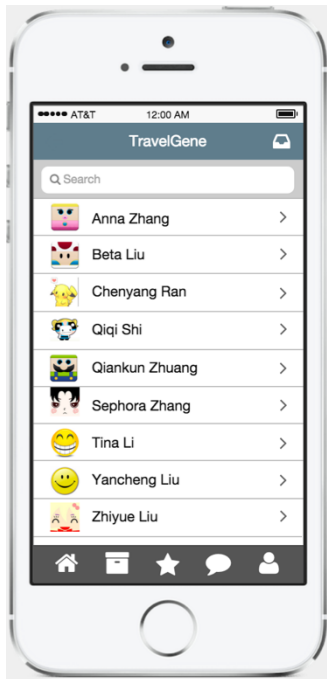 AT&T 12:00 AM
TravelGene
Search
Anna Zhang
Beta Liu
Chenyang Ran
Qiqi Shi
Qiankun Zhuang
Sephora Zhang
Tina Li
Yancheng Liu
Zhiyue Liu